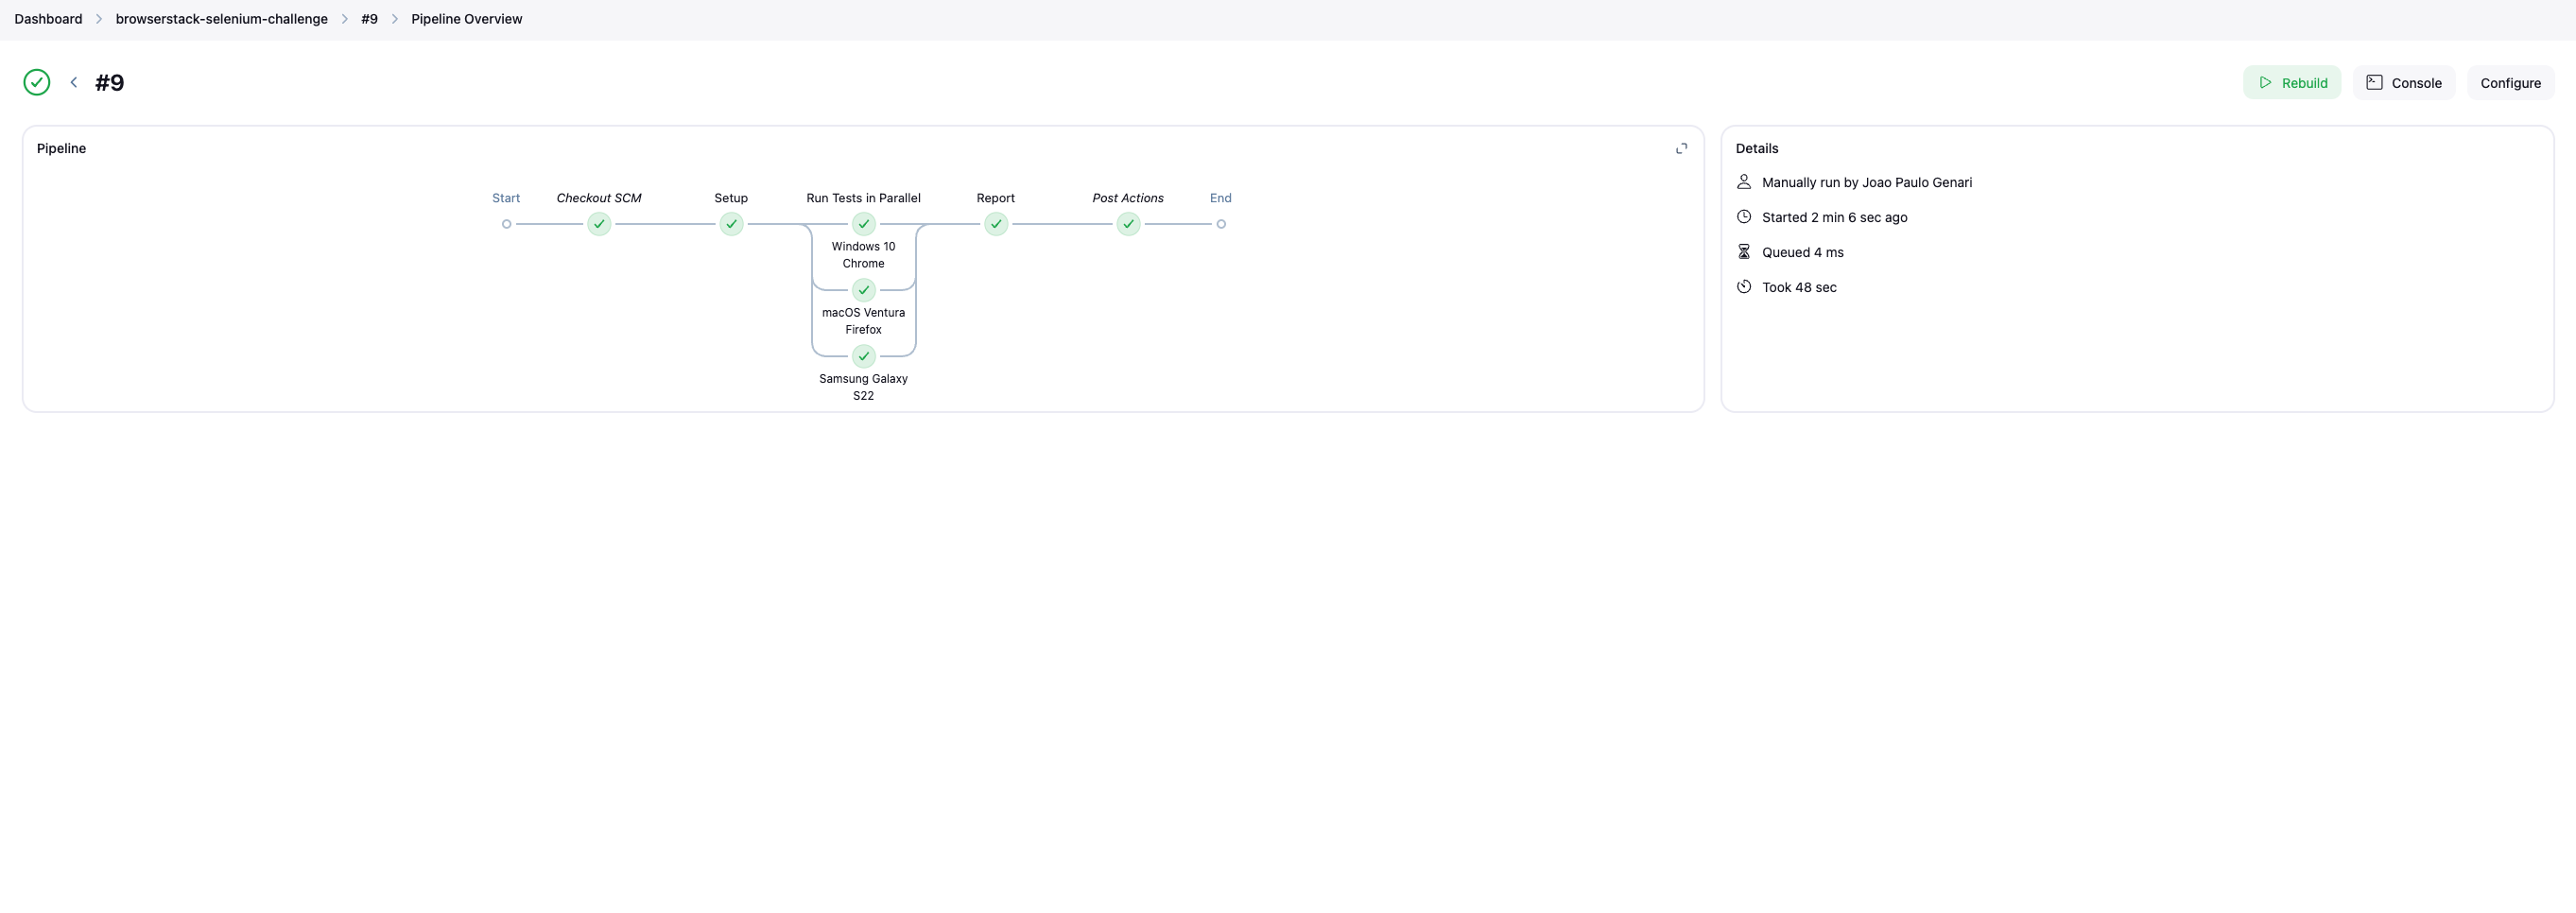 Dashboard browserstack-selenium-challenge #9 Pipeline Overview
#9
Rebuild Console Configure
Pipeline
Start Checkout SCM Setup Run Tests in Parallel Report Post Actions End
Windows 10
Chrome
macOS Ventura
Firefox
Samsung Galaxy
S22
Details
Manually run by Joao Paulo Genari
Started 2 min 6 sec ago
Queued 4 ms
Took 48 sec